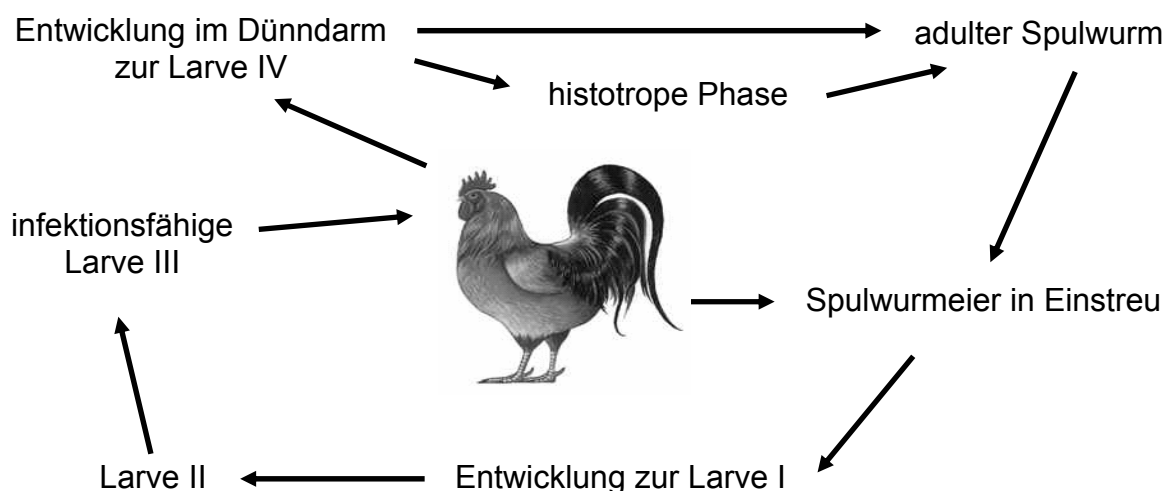 Entwicklung im Dünndarm
zur Larve IV
adulter Spulwurm
histotrope Phase
infektionsfähige
Larve III
Spulwurmeier in Einstreu
Larve II
Entwicklung zur Larve I